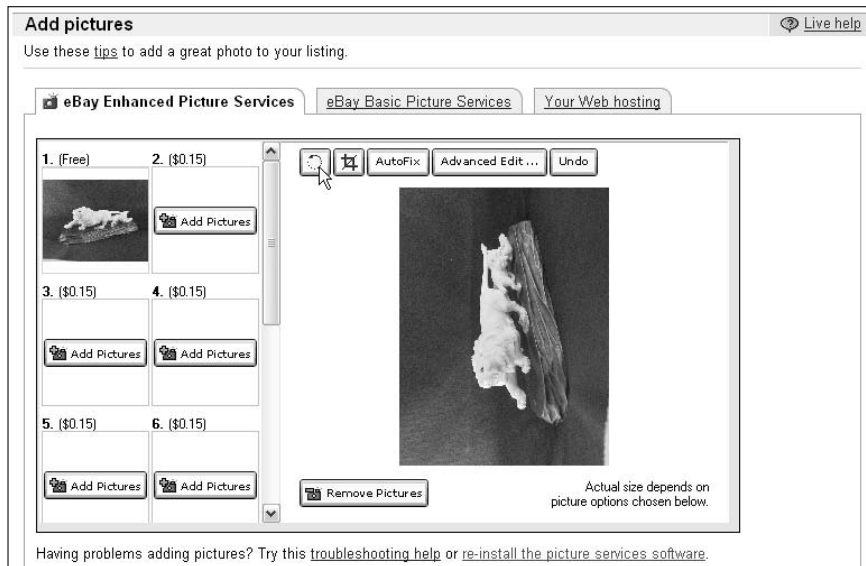 Add pictures
Live help
Use these tips to add a great photo to your listing.
eBay Enhanced Picture Services
eBay Basic Picture Services
Your Web hosting
1. (Free)
2. ($0.15)
AutoFix
Advanced Edit ...
Undo
Add Pictures
3. ($0.15)
4. ($0.15)
Add Pictures
Add Pictures
5. ($0.15)
6. ($0.15)
Add Pictures
Add Pictures
Remove Pictures
Actual size depends on
picture options chosen below.
Having problems adding pictures? Try this troubleshooting help or re-install the picture services software.